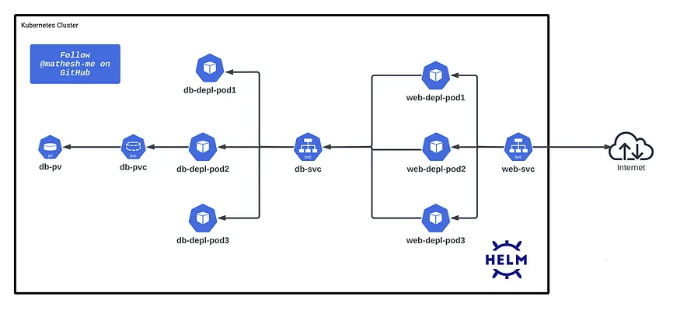 Kubernetes Cluster
Follow
@mathesh-me on
GitHub
db-depl-pod1
web-depl-pod1
db-pv
db-pvc
db-depl-pod2
db-svc
web-depl-pod2
web-svc
Internet
db-depl-pod3
web-depl-pod3
pv
pvc
svc
svc
HELM